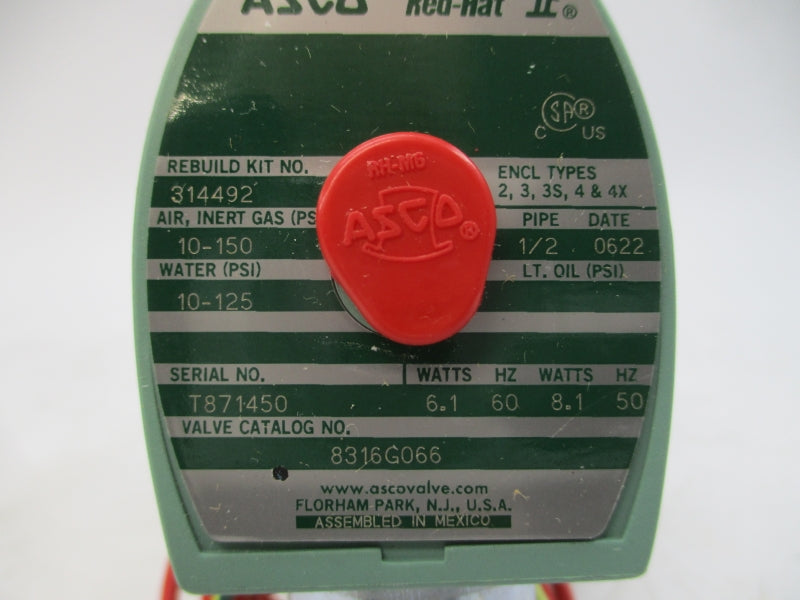 ASCO Red-Hat II®
CSA® C US
REBUILD KIT NO.
314492
ENCL TYPES
2, 3, 3S, 4 & 4X
RH-MG
ASCO®
AIR, INERT GAS (PS
10-150
PIPE DATE
1/2 0622
WATER (PSI)
10-125
LT. OIL (PSI)
SERIAL NO. WATTS HZ WATTS HZ
T871450 6.1 60 8.1 50
VALVE CATALOG NO.
8316G066
www.ascovalve.com
FLORHAM PARK, N.J., U.S.A.
ASSEMBLED IN MEXICO